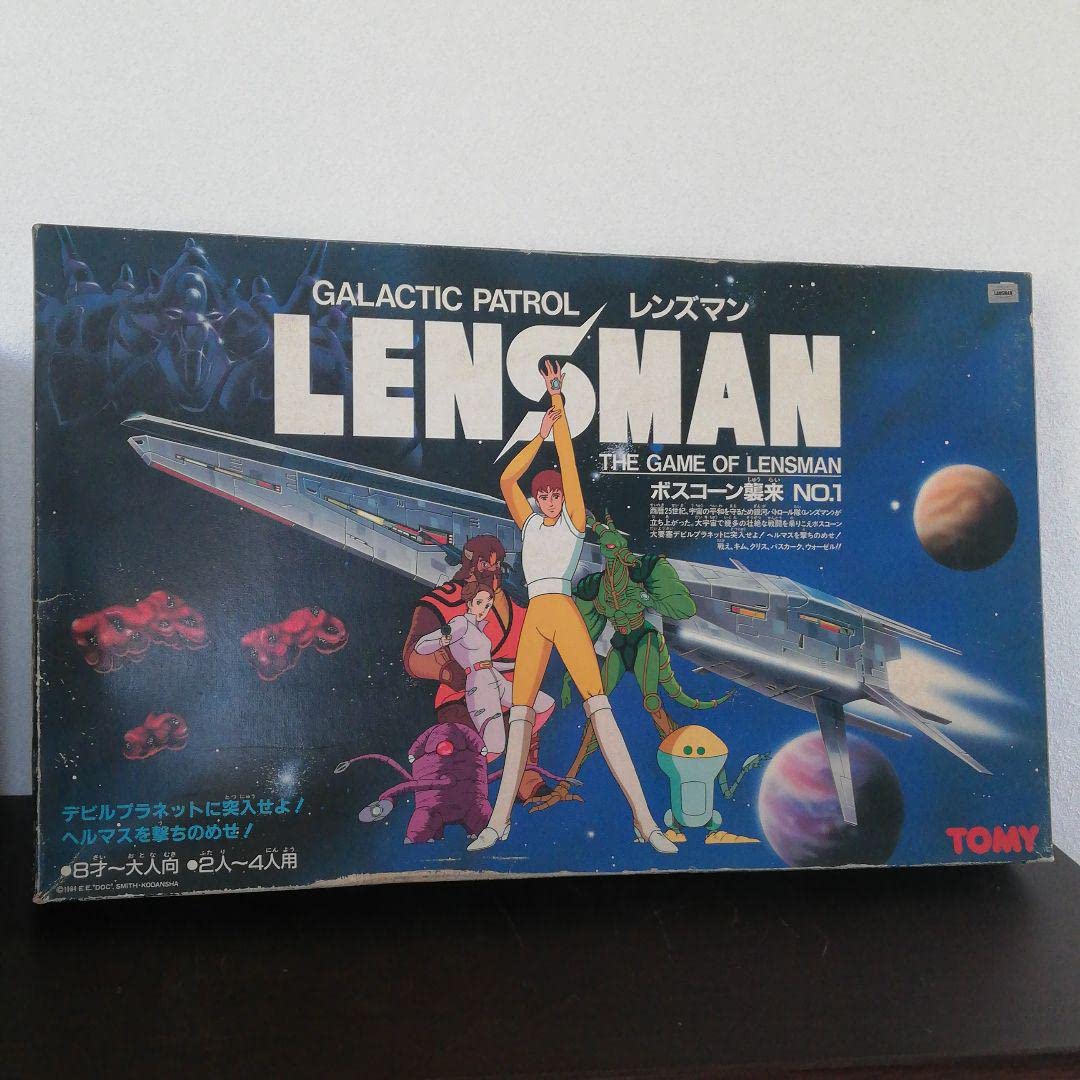 GALACTIC PATROL レンズマン
LENSMAN
LENSMAN
THE GAME OF LENSMAN
ボスコーン襲来 NO.1
西暦25世紀、宇宙の平和を守るため銀河パトロール隊(レンズマン)が
立ち上がった。大宇宙で幾多の壮絶な戦闘を乗りこえボスコーン
大要塞デビルプラネットに突入せよ!ヘルマスを撃ちのめせ!
戦え、キム、クリス、バスカーク、ウォーゼル!!
デビルプラネットに突入せよ!
ヘルマスを撃ちのめせ!
•8才〜大人向 •2人〜4人用
©1984 E.E."DOC". SMITH・KODANSHA
TOMY